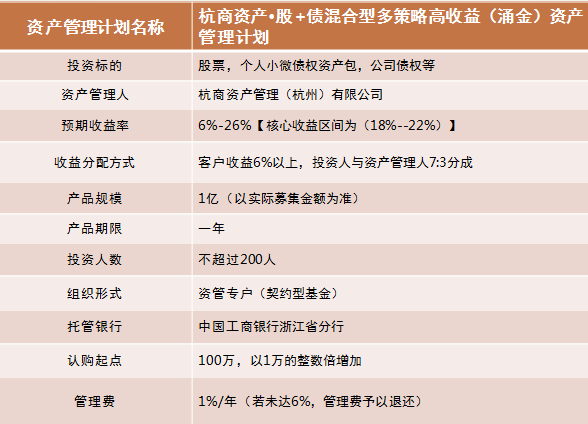 资产管理计划名称 杭商资产·股+债混合型多策略高收益（涌金）资产
管理计划
投资标的 股票，个人小微债权资产包，公司债权等
资产管理人 杭商资产管理（杭州）有限公司
预期收益率 6%-26%【核心收益区间为（18%--22%）】
收益分配方式 客户收益6%以上，投资人与资产管理人7:3分成
产品规模 1亿（以实际募集金额为准）
产品期限 一年
投资人数 不超过200人
组织形式 资管专户（契约型基金）
托管银行 中国工商银行浙江省分行
认购起点 100万，以1万的整数倍增加
管理费 1%/年（若未达6%，管理费予以退还）